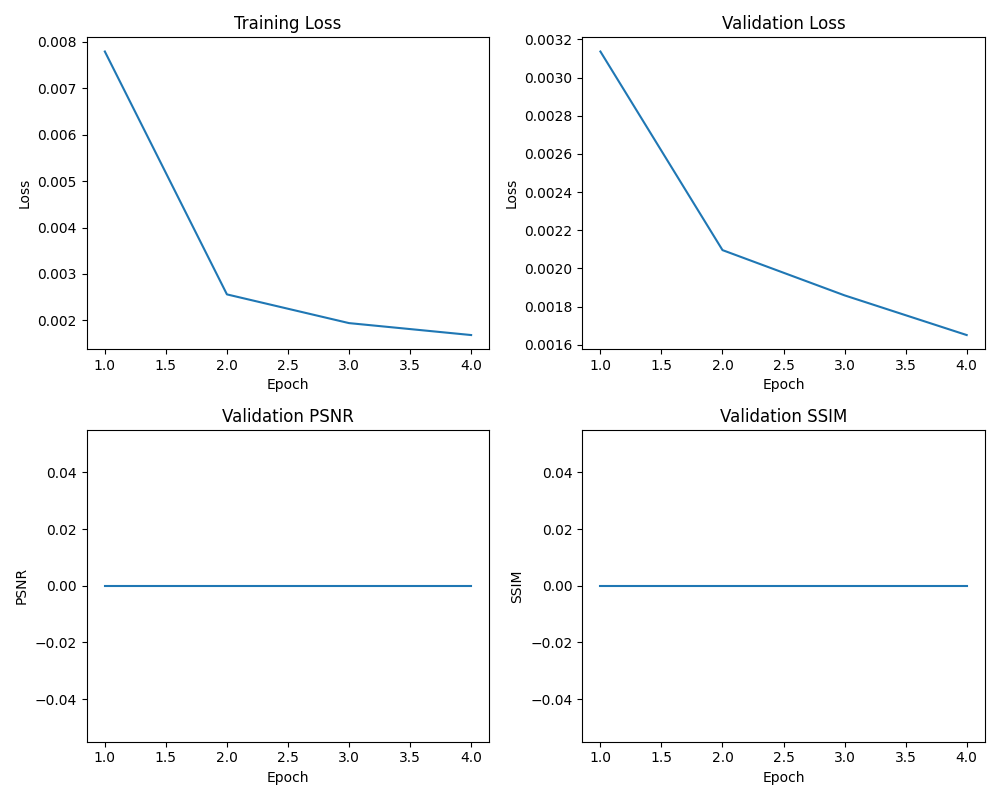 Training Loss
0.008
0.007
0.006
0.005
0.004
0.003
0.002
Loss
1.0 1.5 2.0 2.5 3.0 3.5 4.0
Epoch
Validation Loss
0.0032
0.0030
0.0028
0.0026
0.0024
0.0022
0.0020
0.0018
0.0016
Loss
1.0 1.5 2.0 2.5 3.0 3.5 4.0
Epoch
Validation PSNR
0.04
0.02
0.00
−0.02
−0.04
PSNR
1.0 1.5 2.0 2.5 3.0 3.5 4.0
Epoch
Validation SSIM
0.04
0.02
0.00
−0.02
−0.04
SSIM
1.0 1.5 2.0 2.5 3.0 3.5 4.0
Epoch